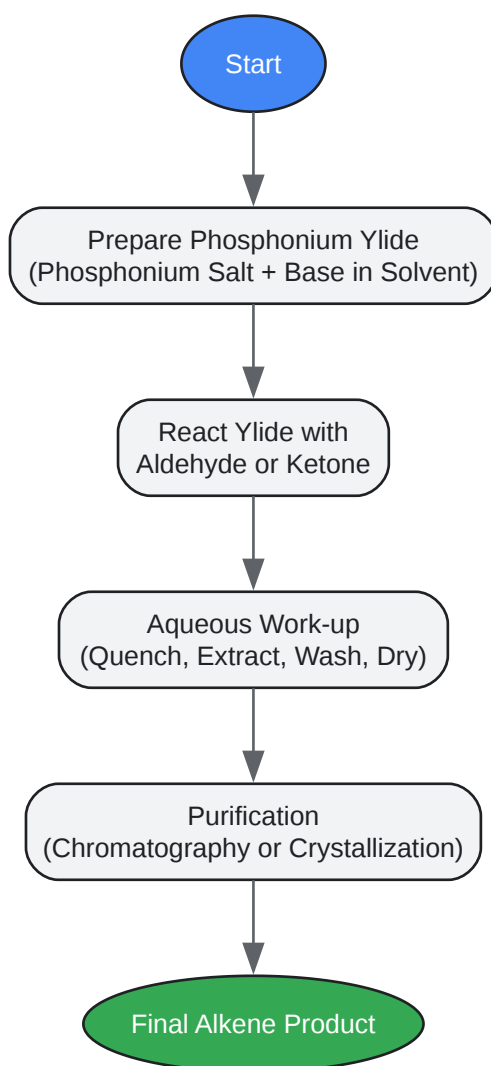 Start
Prepare Phosphonium Ylide
(Phosphonium Salt + Base in Solvent)
React Ylide with
Aldehyde or Ketone
Aqueous Work-up
(Quench, Extract, Wash, Dry)
Purification
(Chromatography or Crystallization)
Final Alkene Product